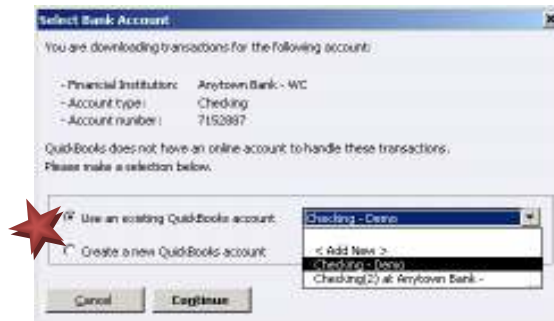 Select Bank Account
You are downloading transactions for the following account:
- Financial Institution: Anytown Bank - WC
- Account type: Checking
- Account number: 7152887
QuickBooks does not have an online account to handle these transactions.
Please make a selection below.
Use an existing QuickBooks account Checking - Demo
< Add New >
Create a new QuickBooks account Checking - Demo
Checking(2) at Anytown Bank -
Cancel Continue